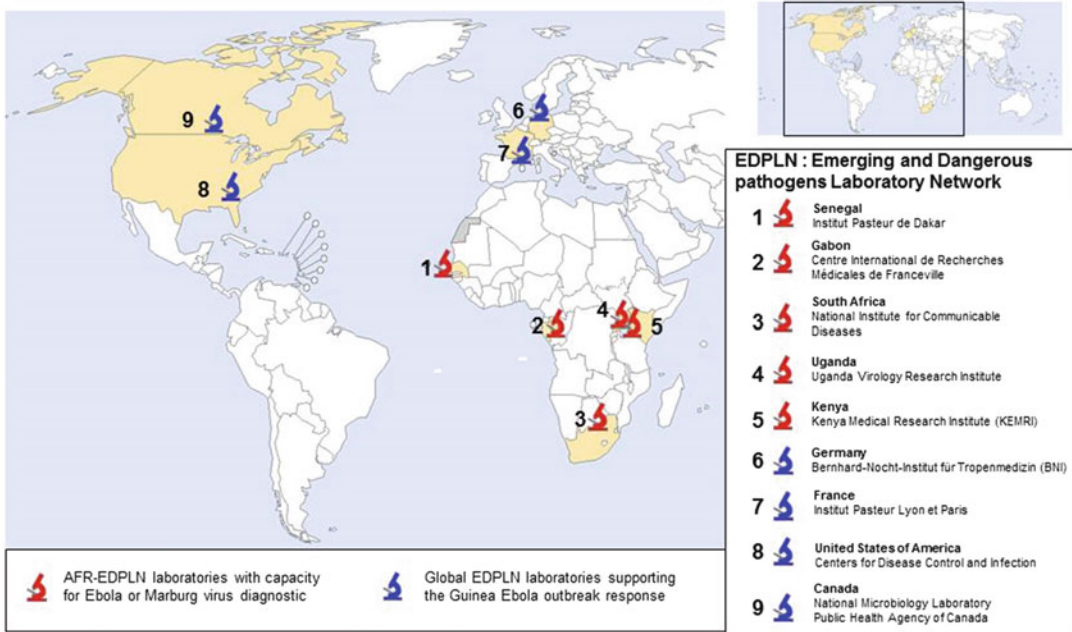 9
8
6
7
1
2
4
5
3
EDPLN : Emerging and Dangerous
pathogens Laboratory Network
1 Senegal
Institut Pasteur de Dakar
2 Gabon
Centre International de Recherches
Médicales de Franceville
3 South Africa
National Institute for Communicable
Diseases
4 Uganda
Uganda Virology Research Institute
5 Kenya
Kenya Medical Research Institute (KEMRI)
6 Germany
Bernhard-Nocht-Institut für Tropenmedizin (BNI)
7 France
Institut Pasteur Lyon et Paris
8 United States of America
Centers for Disease Control and Infection
9 Canada
National Microbiology Laboratory
Public Health Agency of Canada
AFR-EDPLN laboratories with capacity
for Ebola or Marburg virus diagnostic
Global EDPLN laboratories supporting
the Guinea Ebola outbreak response